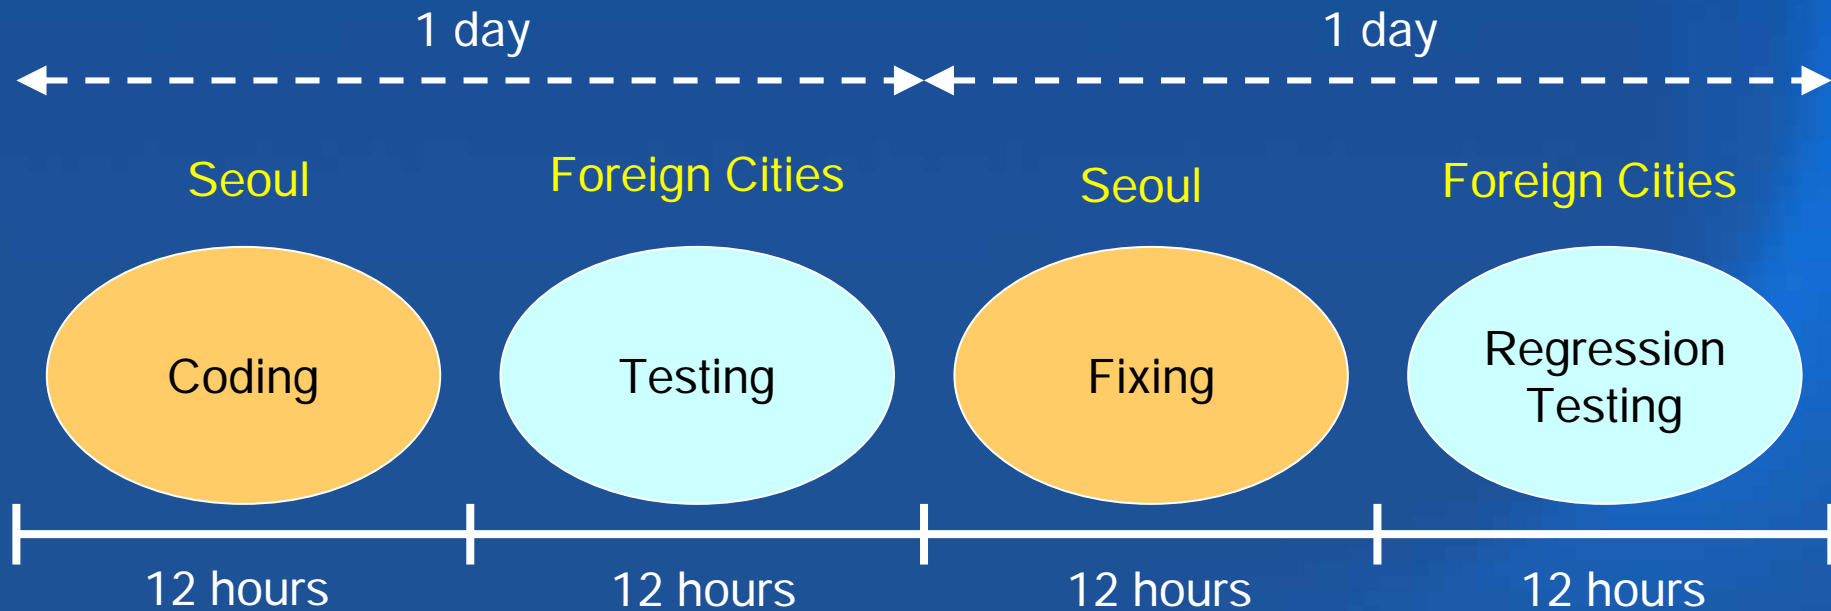 1 day
1 day
Seoul
Foreign Cities
Seoul
Foreign Cities
Coding
Testing
Fixing
Regression
Testing
12 hours
12 hours
12 hours
12 hours